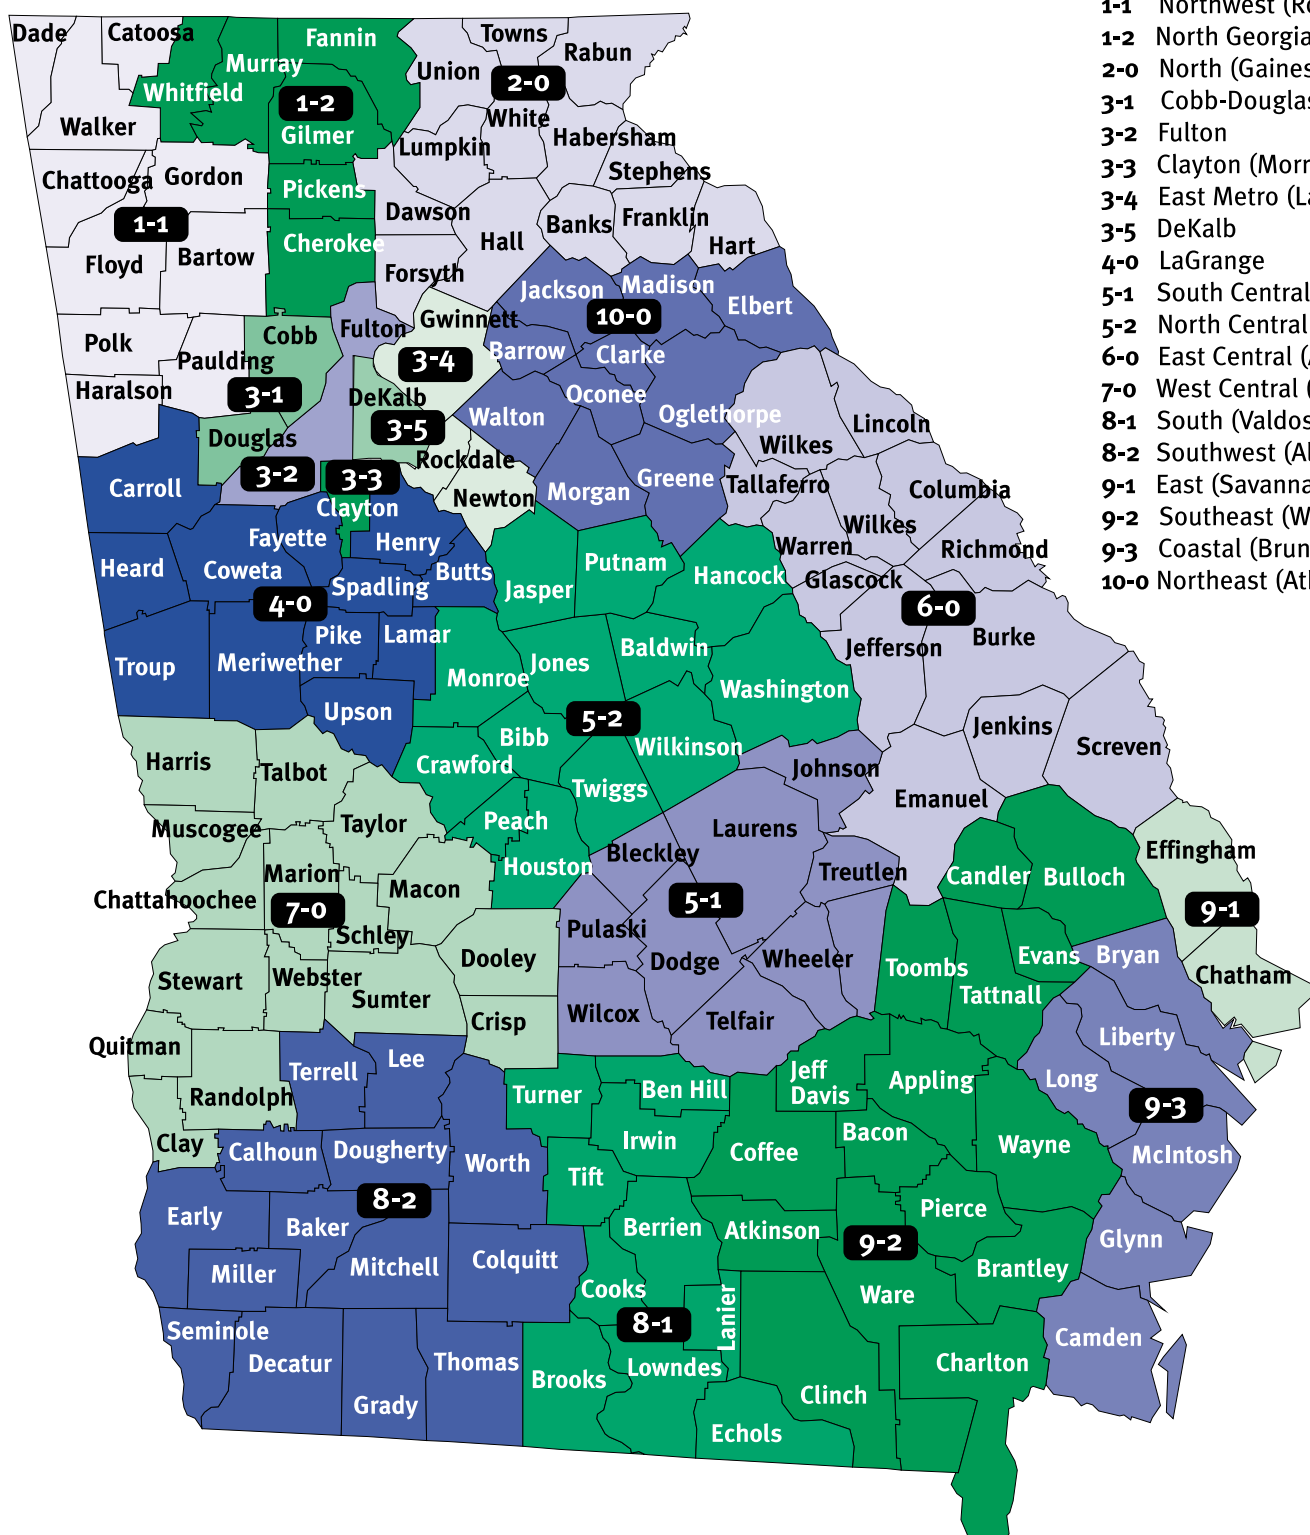 Dade
Catoosa
Fannin
Towns
Rabun
Union
Murray
Whitfield
1-2
2-0
Walker
Gilmer
White
Lumpkin
Habersham
Stephens
Chattooga
Gordon
Pickens
Dawson
Banks
Franklin
Hart
1-1
Cherokee
Hall
Floyd
Bartow
Forsyth
Jackson
Madison
Elbert
10-0
Polk
Cobb
Fulton
Gwinnett
Paulding
3-4
Barrow
Clarke
Haralson
3-1
DeKalb
Oconee
Walton
Oglethorpe
3-5
Douglas
Lincoln
Wilkes
Rockdale
3-2
3-3
Carroll
Newton
Morgan
Greene
Tallaferro
Columbia
Clayton
Wilkes
Fayette
Henry
Warren
Richmond
Heard
Coweta
Spadling
Butts
Jasper
Putnam
Hancock
Glascock
4-0
6-0
Pike
Lamar
Troup
Meriwether
Baldwin
Jefferson
Burke
Monroe
Jones
Washington
Upson
5-2
Bibb
Wilkinson
Jenkins
Screven
Harris
Talbot
Crawford
Johnson
Twiggs
Emanuel
Muscogee
Taylor
Peach
Laurens
Effingham
Bleckley
Marion
Macon
Houston
Treutlen
Candler
Bulloch
Chattahoochee
7-0
5-1
9-1
Schley
Pulaski
Stewart
Webster
Dooley
Dodge
Wheeler
Toombs
Evans
Bryan
Chatham
Sumter
Tattnall
Crisp
Wilcox
Telfair
Liberty
Quitman
Terrell
Lee
Jeff
Davis
Appling
Long
Randolph
Turner
Ben Hill
9-3
Clay
Calhoun
Dougherty
Worth
Irwin
Coffee
Bacon
Wayne
McIntosh
Tift
8-2
Early
Baker
Berrien
Atkinson
Pierce
Glynn
9-2
Miller
Mitchell
Colquitt
Brantley
Cooks
Ware
Lanier
8-1
Seminole
Decatur
Thomas
Brooks
Lowndes
Charlton
Camden
Grady
Clinch
Echols
1-1 Northwest (Ro
1-2 North Georgia
2-0 North (Gaines
3-1 Cobb-Douglas
3-2 Fulton
3-3 Clayton (Morr
3-4 East Metro (La
3-5 DeKalb
4-0 LaGrange
5-1 South Central
5-2 North Central
6-0 East Central (A
7-0 West Central (
8-1 South (Valdos
8-2 Southwest (Al
9-1 East (Savanna
9-2 Southeast (W
9-3 Coastal (Brun
10-0 Northeast (Ath